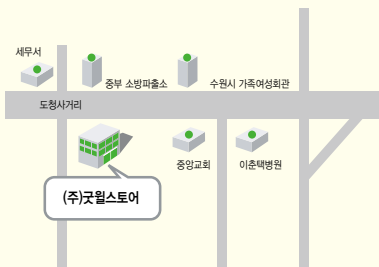 세무서
중부 소방파출소
수원시 가족여성회관
도청사거리
중앙교회
이춘택병원
(주)굿윌스토어